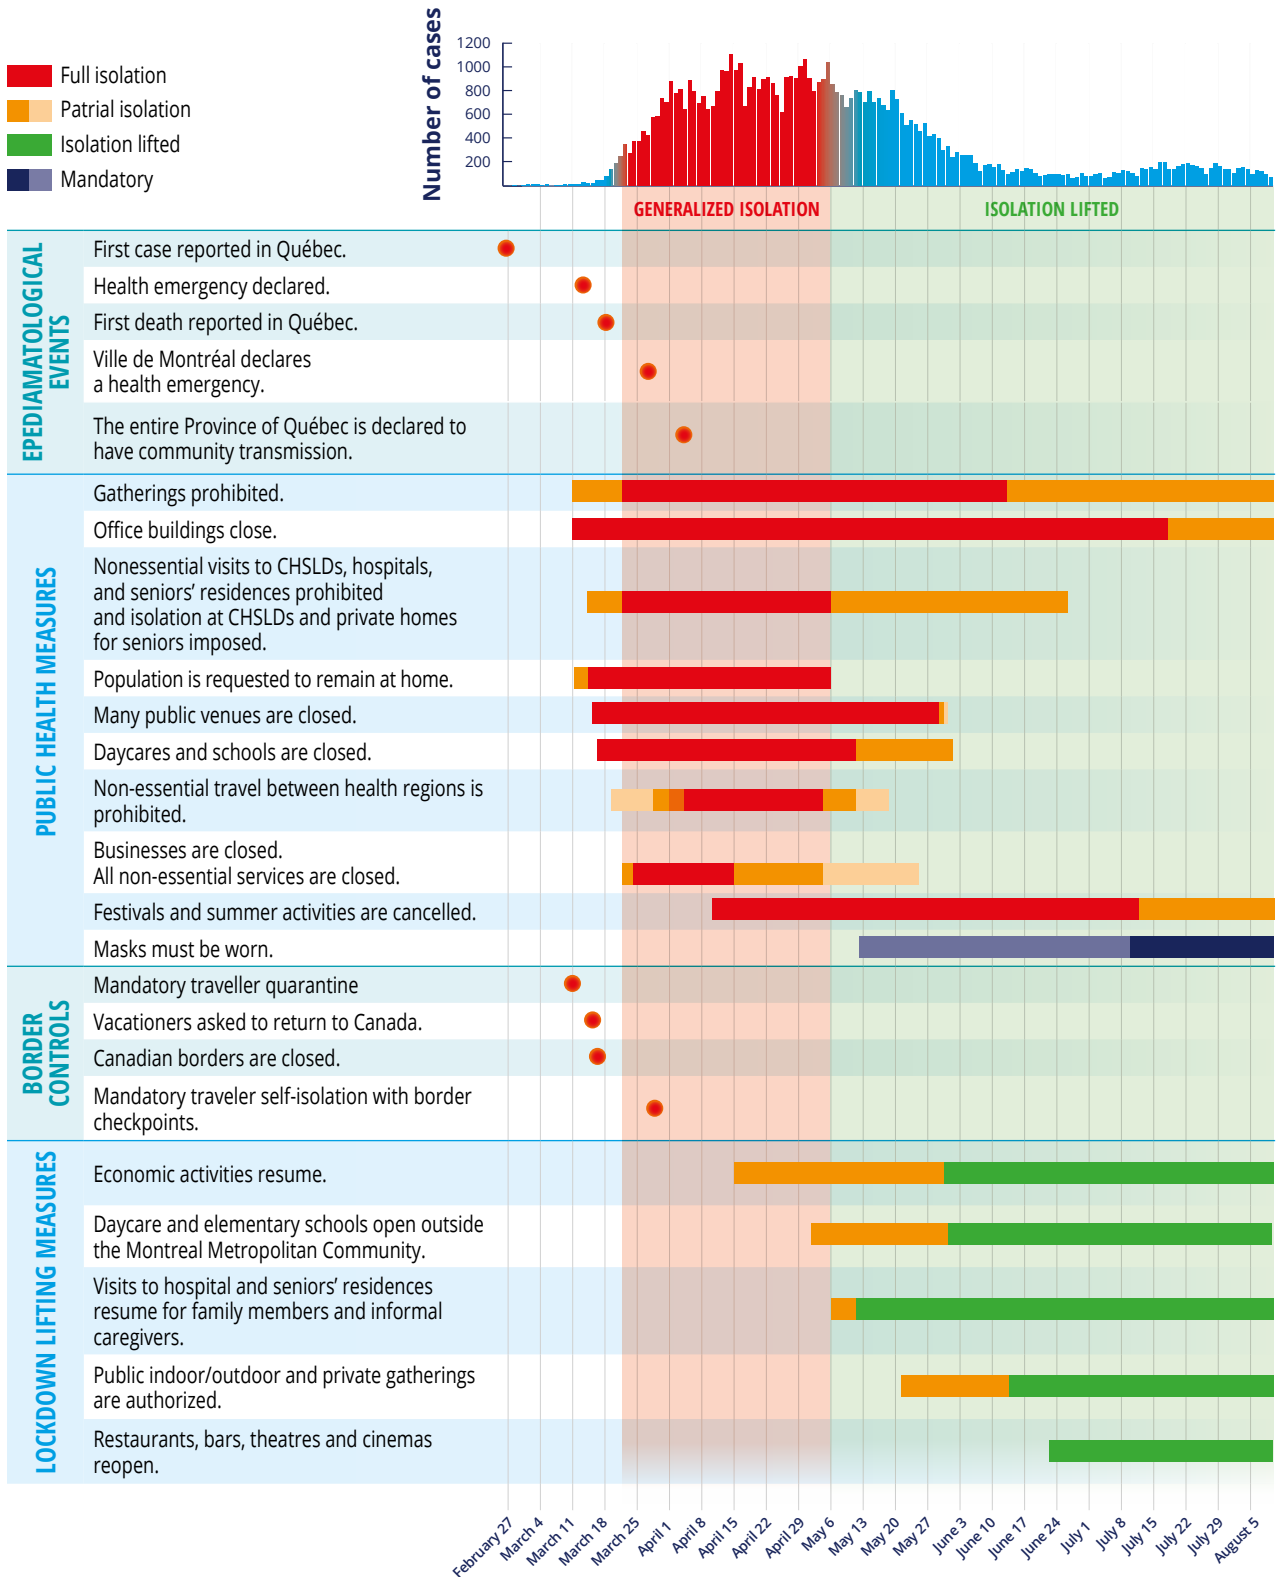 Number of cases
1200
1000
800
600
400
200
Full isolation
Patrial isolation
Isolation lifted
Mandatory
GENERALIZED ISOLATION
ISOLATION LIFTED
EPEDIAMATOLOGICAL
EVENTS
First case reported in Québec.
Health emergency declared.
First death reported in Québec.
Ville de Montréal declares
a health emergency.
The entire Province of Québec is declared to
have community transmission.
PUBLIC HEALTH MEASURES
Gatherings prohibited.
Office buildings close.
Nonessential visits to CHSLDs, hospitals,
and seniors’ residences prohibited
and isolation at CHSLDs and private homes
for seniors imposed.
Population is requested to remain at home.
Many public venues are closed.
Daycares and schools are closed.
Non-essential travel between health regions is
prohibited.
Businesses are closed.
All non-essential services are closed.
Festivals and summer activities are cancelled.
Masks must be worn.
BORDER
CONTROLS
Mandatory traveller quarantine
Vacationers asked to return to Canada.
Canadian borders are closed.
Mandatory traveler self-isolation with border
checkpoints.
LOCKDOWN LIFTING MEASURES
Economic activities resume.
Daycare and elementary schools open outside
the Montreal Metropolitan Community.
Visits to hospital and seniors’ residences
resume for family members and informal
caregivers.
Public indoor/outdoor and private gatherings
are authorized.
Restaurants, bars, theatres and cinemas
reopen.
February 27
March 4
March 11
March 18
March 25
April 1
April 8
April 15
April 22
April 29
May 6
May 13
May 20
May 27
June 3
June 10
June 17
June 24
July 1
July 8
July 15
July 22
July 29
August 5